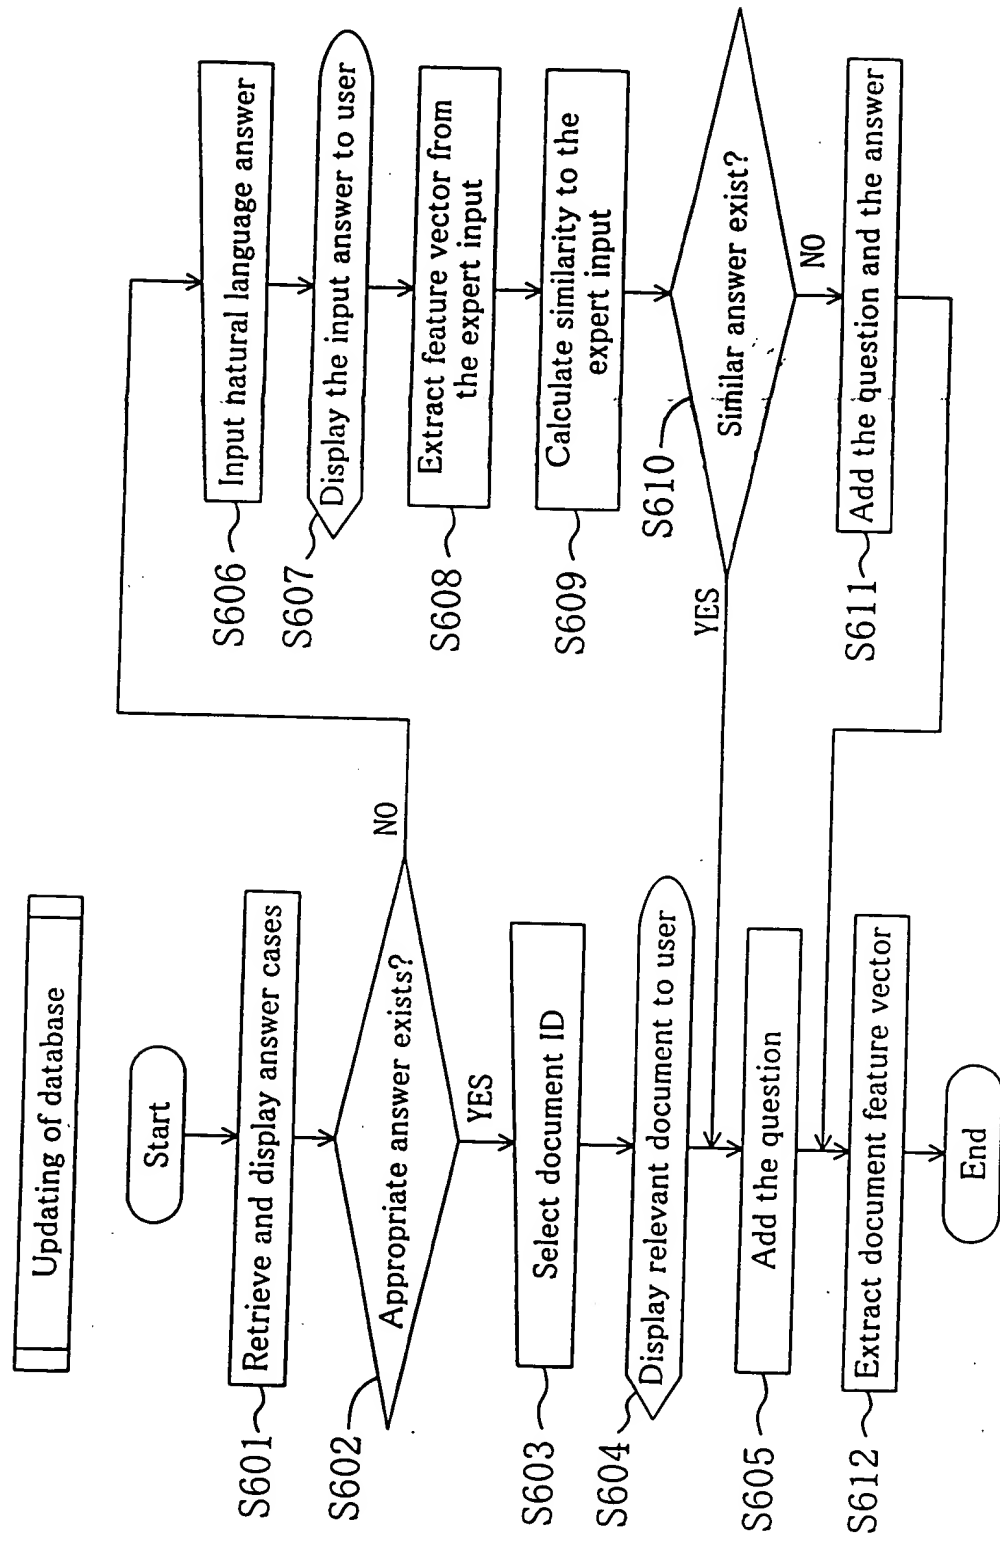 Updating of database
Start
S601
Retrieve and display answer cases
S602
Appropriate answer exists?
NO
YES
S603
Select document ID
S604
Display relevant document to user
S605
Add the question
S612
Extract document feature vector
End
S606
Input natural language answer
S607
Display the input answer to user
S608
Extract feature vector from
the expert input
S609
Calculate similarity to the
expert input
S610
Similar answer exist?
YES
NO
S611
Add the question and the answer